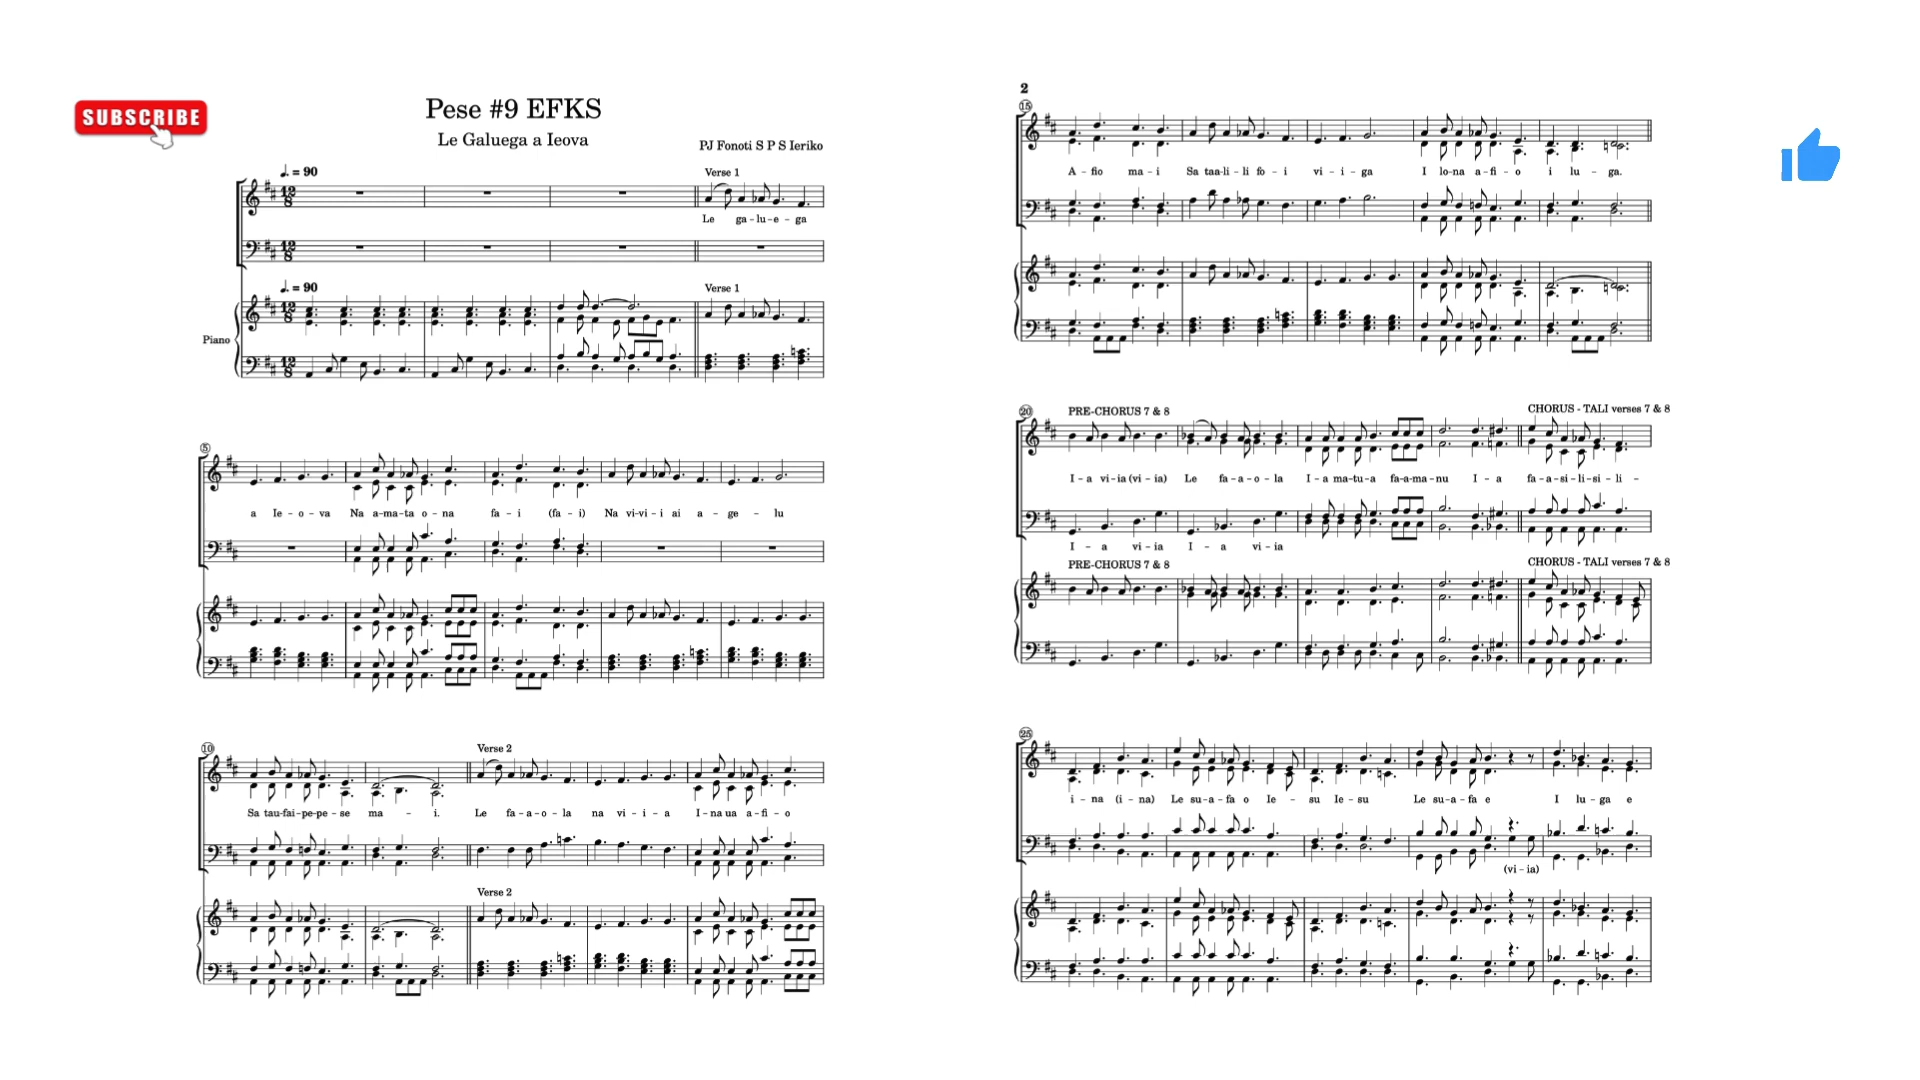 SUBSCRIBE
Pese #9 EFKS
Le Galuega a Ieova
PJ Fonoti S P S Ieriko
= 90
Verse 1
Le ga-lu-e-ga
= 90
Verse 1
Piano
5
a Ie-o-va Na a-ma-ta o-na fa-i (fa-i) Na vi-vi-i ai a-ge-lu
10
Verse 2
Sa tau-fai-pe-pe-se ma-i. Le fa-a-o-la na vi-i-a I-na ua a-fi-o
Verse 2
2
15
A-fio ma-i Sa taa-li-li fo-i vi-i-ga I lo-na a-fi-o i lu-ga.
20
PRE-CHORUS 7 & 8
CHORUS - TALI verses 7 & 8
I-a vi-ia (vi-ia) Le fa-a-o-la I-a ma-tu-a fa-a-ma-nu I-a fa-a-si-li-si-li-
I-a vi-ia I-a vi-ia
PRE-CHORUS 7 & 8
CHORUS - TALI verses 7 & 8
25
i-na (i-na) Le su-a-fa o Ie-su Ie-su Le su-a-fa e I lu-ga e
(vi-ia)